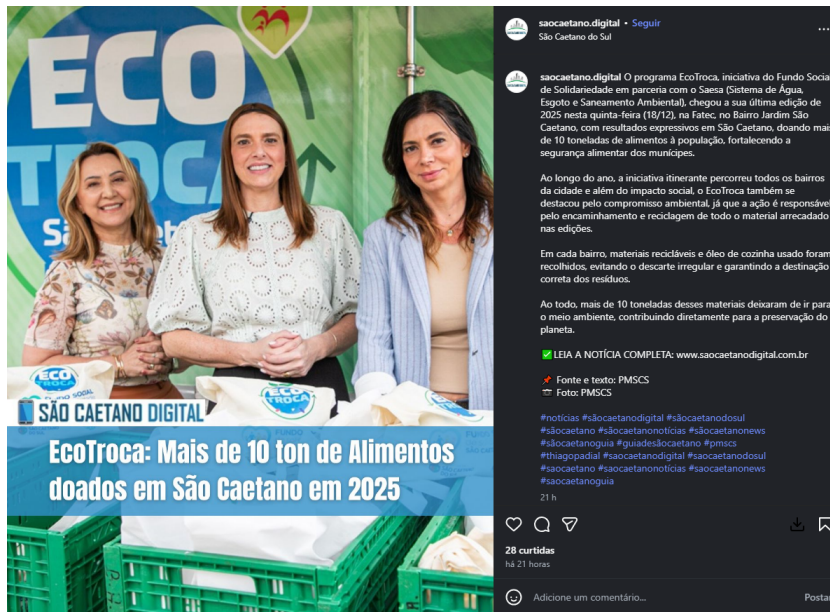 ECO
TROCA
ECO
TROCA
SOCIAL
ECO
TROCA
SÃO CAETANO DIGITAL
EcoTroca: Mais de 10 ton de Alimentos
doados em São Caetano em 2025
saocaetano.digital • Seguir
São Caetano do Sul
saocaetano.digital O programa EcoTroca, iniciativa do Fundo Social
de Solidariedade em parceria com o Saesa (Sistema de Água,
Esgoto e Saneamento Ambiental), chegou a sua última edição de
2025 nesta quinta-feira (18/12), na Fatec, no Bairro Jardim São
Caetano, com resultados expressivos em São Caetano, doando mais
de 10 toneladas de alimentos à população, fortalecendo a
segurança alimentar dos munícipes.
Ao longo do ano, a iniciativa itinerante percorreu todos os bairros
da cidade e além do impacto social, o EcoTroca também se
destacou pelo compromisso ambiental, já que a ação é responsável
pelo encaminhamento e reciclagem de todo o material arrecadado
nas edições.
Em cada bairro, materiais recicláveis e óleo de cozinha usado foram
recolhidos, evitando o descarte irregular e garantindo a destinação
correta dos resíduos.
Ao todo, mais de 10 toneladas desses materiais deixaram de ir para
o meio ambiente, contribuindo diretamente para a preservação do
planeta.
✅ LEIA A NOTÍCIA COMPLETA: www.saocaetanodigital.com.br
📌 Fonte e texto: PMSCS
📷 Foto: PMSCS
#notícias #sãocaetanodigital #sãocaetanodosul
#sãocaetano #sãocaetanonotícias #sãocaetanonews
#sãocaetanoguia #guiadesãocaetano #pmscs
#thiagopadial #saocaetanodigital #saocaetanodosul
#saocaetano #saocaetanonotícias #saocaetanonews
#saocaetanoguia
21 h
28 curtidas
há 21 horas
Adicione um comentário...
Postar